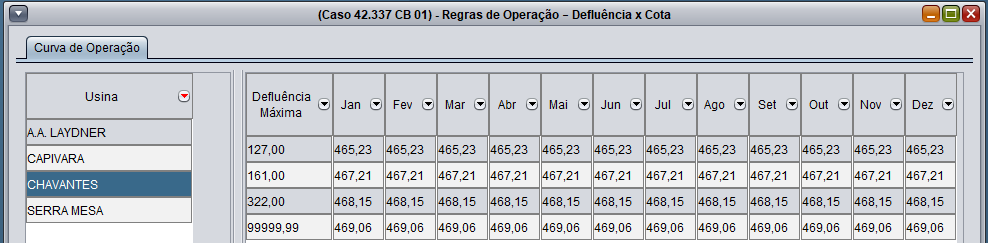 (Caso 42.337 CB 01) - Regras de Operação – Defluência x Cota
Curva de Operação
Usina
A.A. LAYDNER
CAPIVARA
CHAVANTES
SERRA MESA
Defluência Máxima Jan Fev Mar Abr Mai Jun Jul Ago Set Out Nov Dez
127,00 465,23 465,23 465,23 465,23 465,23 465,23 465,23 465,23 465,23 465,23 465,23 465,23
161,00 467,21 467,21 467,21 467,21 467,21 467,21 467,21 467,21 467,21 467,21 467,21 467,21
322,00 468,15 468,15 468,15 468,15 468,15 468,15 468,15 468,15 468,15 468,15 468,15 468,15
99999,99 469,06 469,06 469,06 469,06 469,06 469,06 469,06 469,06 469,06 469,06 469,06 469,06